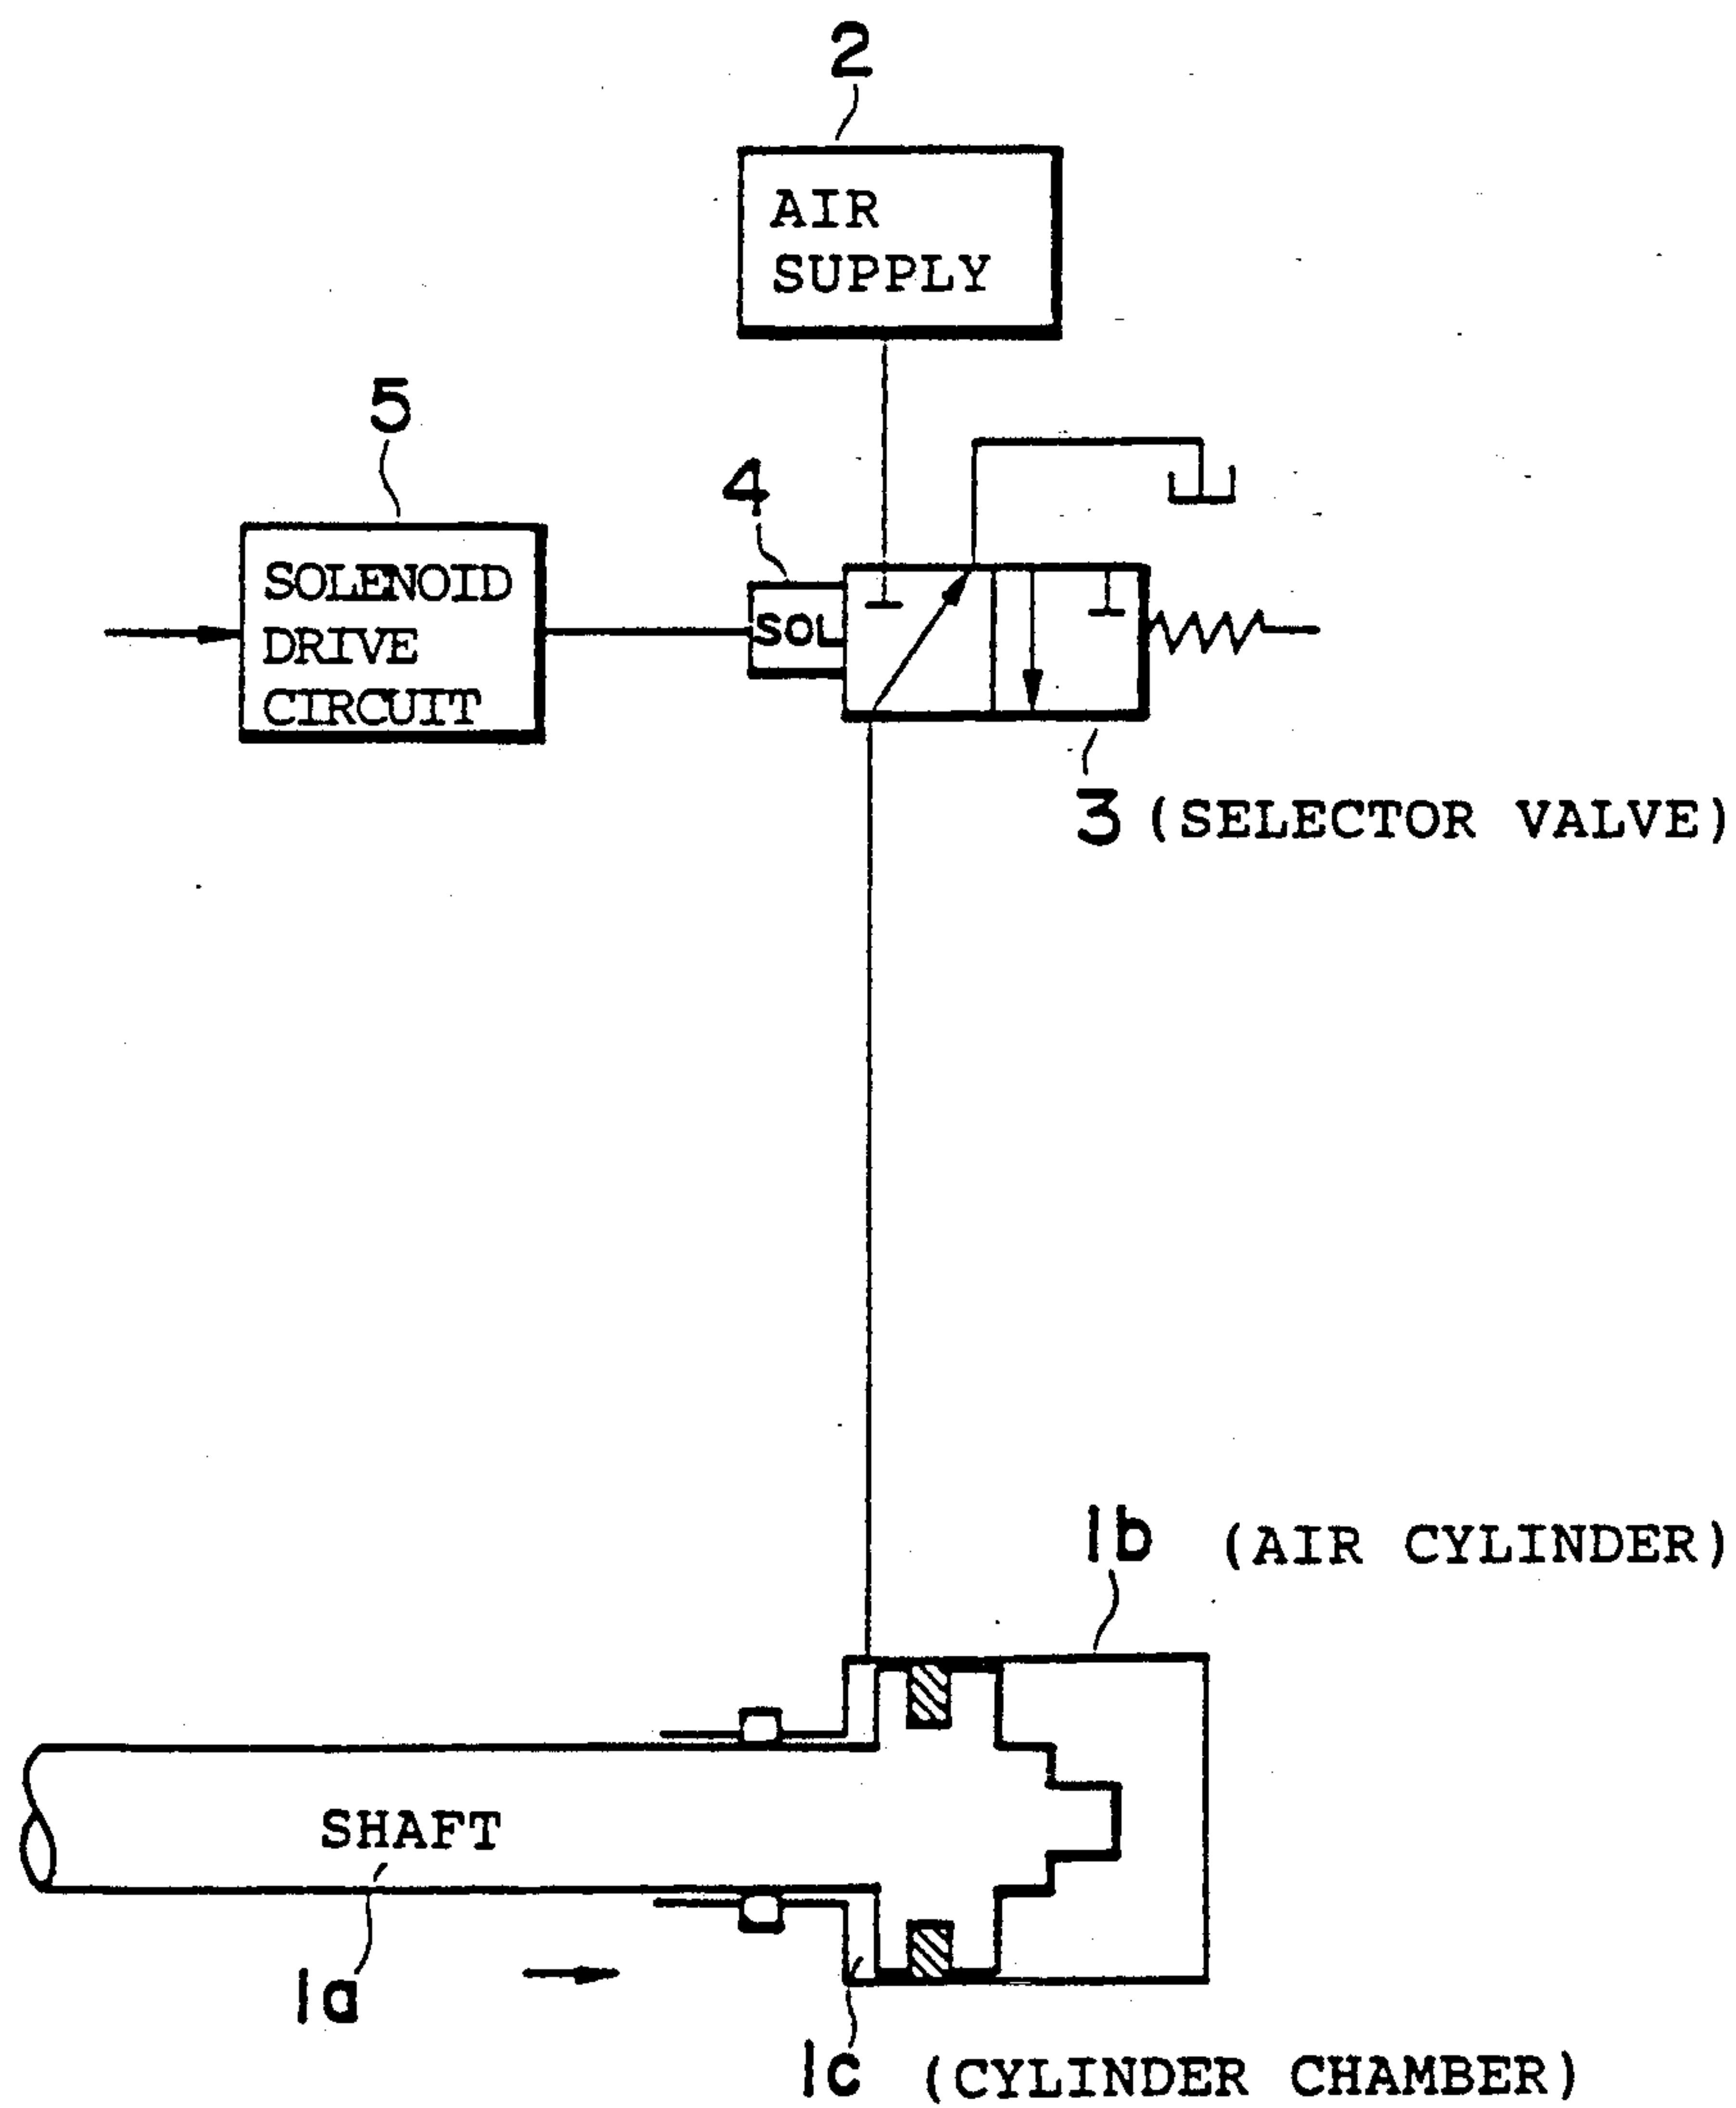 2
AIR
SUPPLY
5
4
SOLENOID
DRIVE
CIRCUIT
SOL
3 (SELECTOR VALVE)
1b (AIR CYLINDER)
SHAFT
1a
1c (CYLINDER CHAMBER)